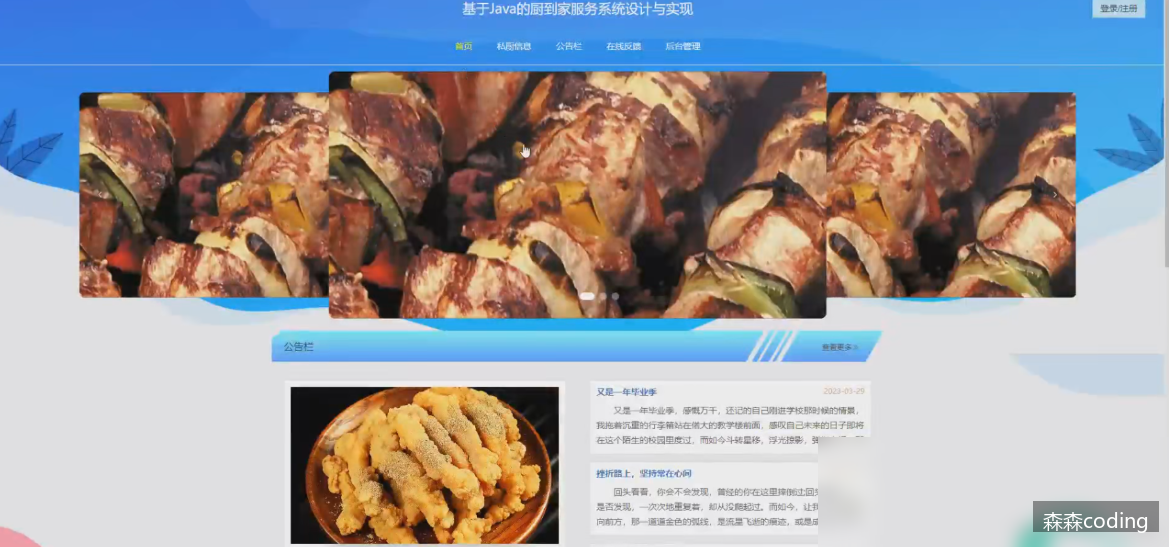 基于Java的厨到家服务系统设计与实现
登录/注册
首页 私厨信息 公告栏 在线反馈 后台管理
公告栏
查看更多 >
又是一年毕业季 2023-01-29
又是一年毕业季，感慨万千，还记的自己刚进学校那时候的情景，
我拖着沉重的行李箱站在偌大的教学楼前面，感叹自己未来的日子即将
在这个陌生的校园里度过，而如今斗转星移，浮光掠影，
挫折路上，坚持常在心间
回头看看，你会不会发现，曾经的你在这里摔倒过
是否发现，一次次地重复着，却从没爬起过。而如今，让我
向前方，那一道道金色的弧线，是流星飞逝的痕迹，或是
森森coding